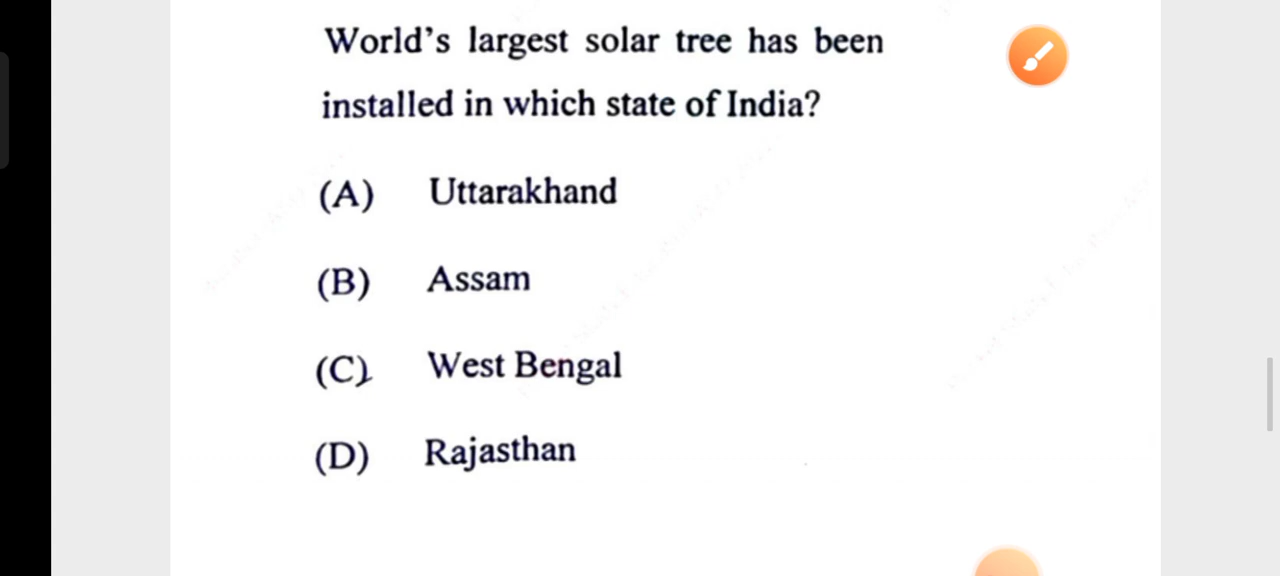 World's largest solar tree has been
installed in which state of India?
(A) Uttarakhand
(B) Assam
(C) West Bengal
(D) Rajasthan